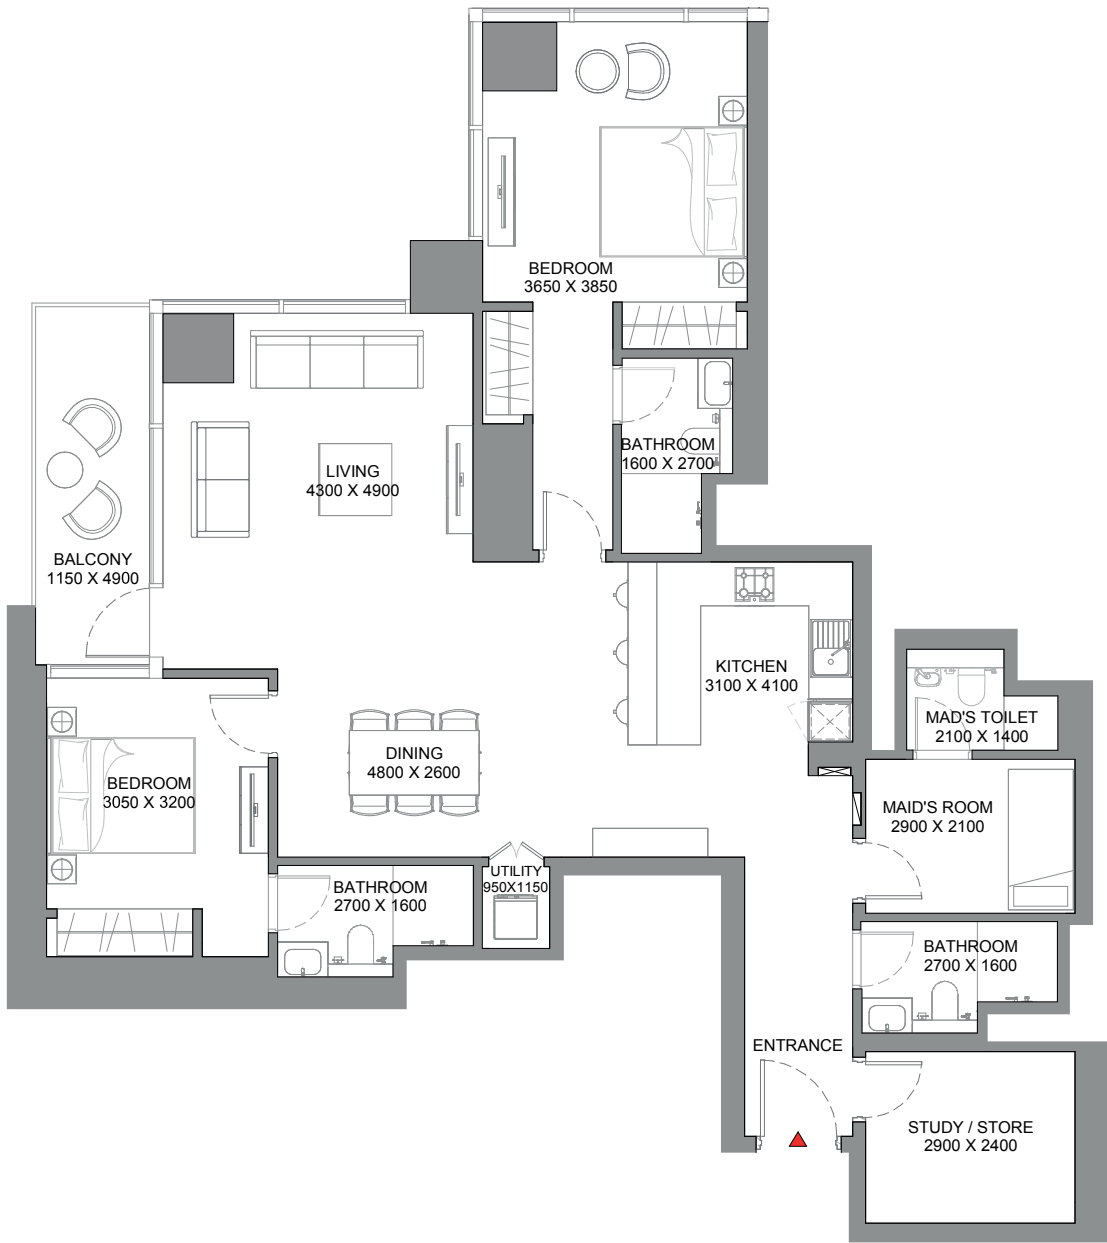 BEDROOM
3650 X 3850
BATHROOM
1600 X 2700
LIVING
4300 X 4900
BALCONY
1150 X 4900
KITCHEN
3100 X 4100
MAD'S TOILET
2100 X 1400
DINING
4800 X 2600
BEDROOM
3050 X 3200
MAID'S ROOM
2900 X 2100
UTILITY
950X1150
BATHROOM
2700 X 1600
BATHROOM
2700 X 1600
ENTRANCE
STUDY / STORE
2900 X 2400